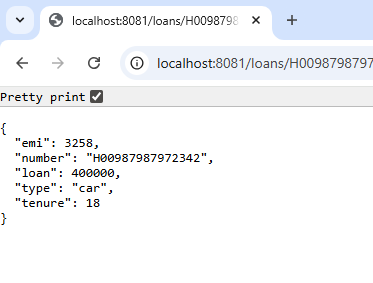 localhost:8081/loans/H0098798
localhost:8081/loans/H0098798797
Pretty print
{
  "emi": 3258,
  "number": "H00987987972342",
  "loan": 400000,
  "type": "car",
  "tenure": 18
}